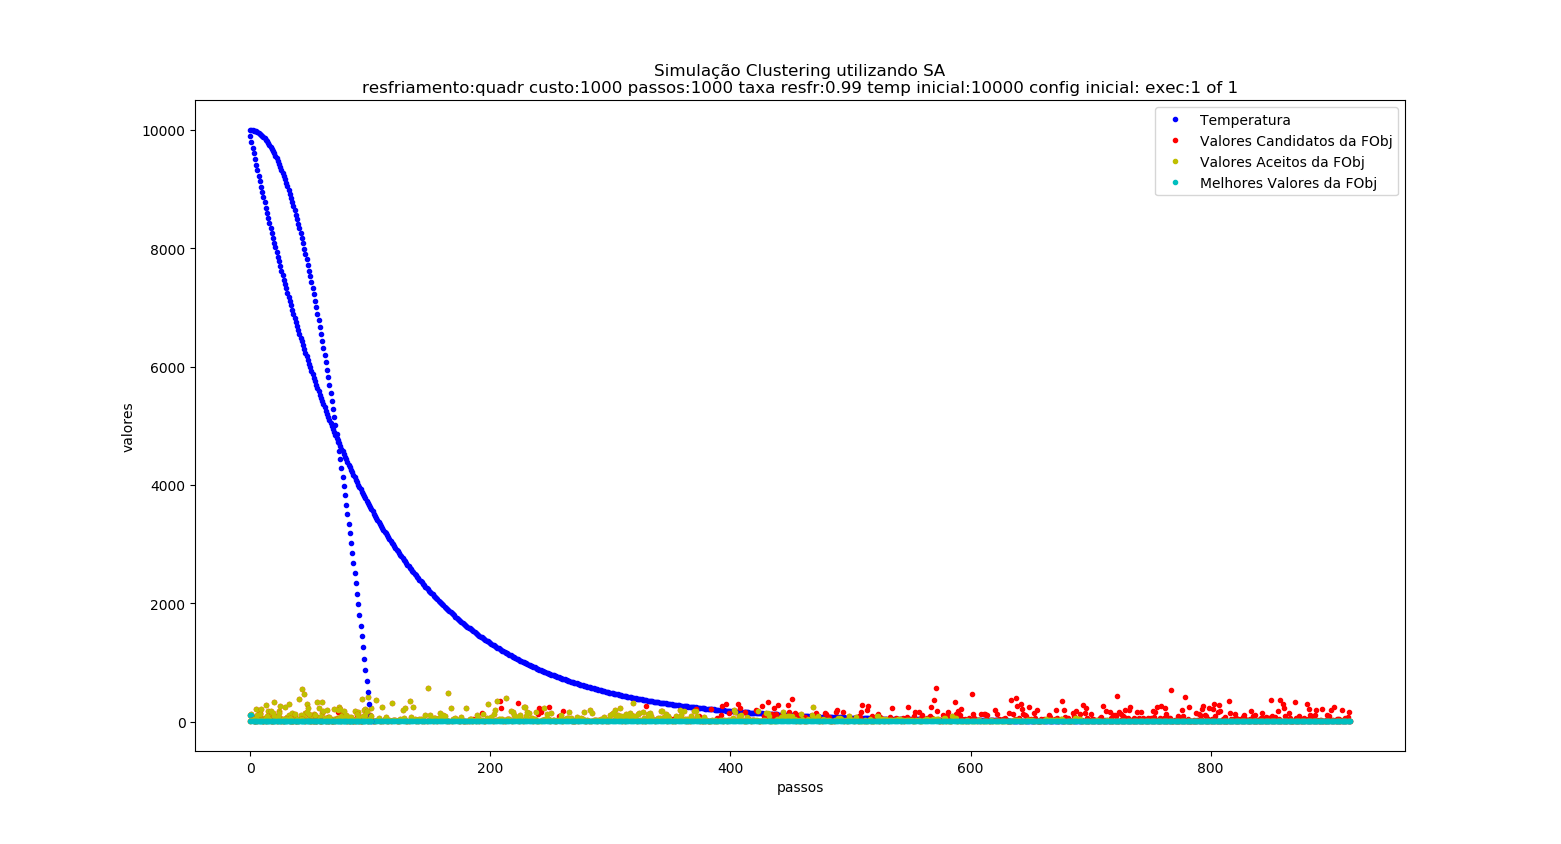 Simulação Clustering utilizando SA
resfriamento:quadr custo:1000 passos:1000 taxa resfr:0.99 temp inicial:10000 config inicial: exec:1 of 1
Temperatura
Valores Candidatos da FObj
Valores Aceitos da FObj
Melhores Valores da FObj
10000
8000
6000
4000
2000
0
valores
0 200 400 600 800
passos